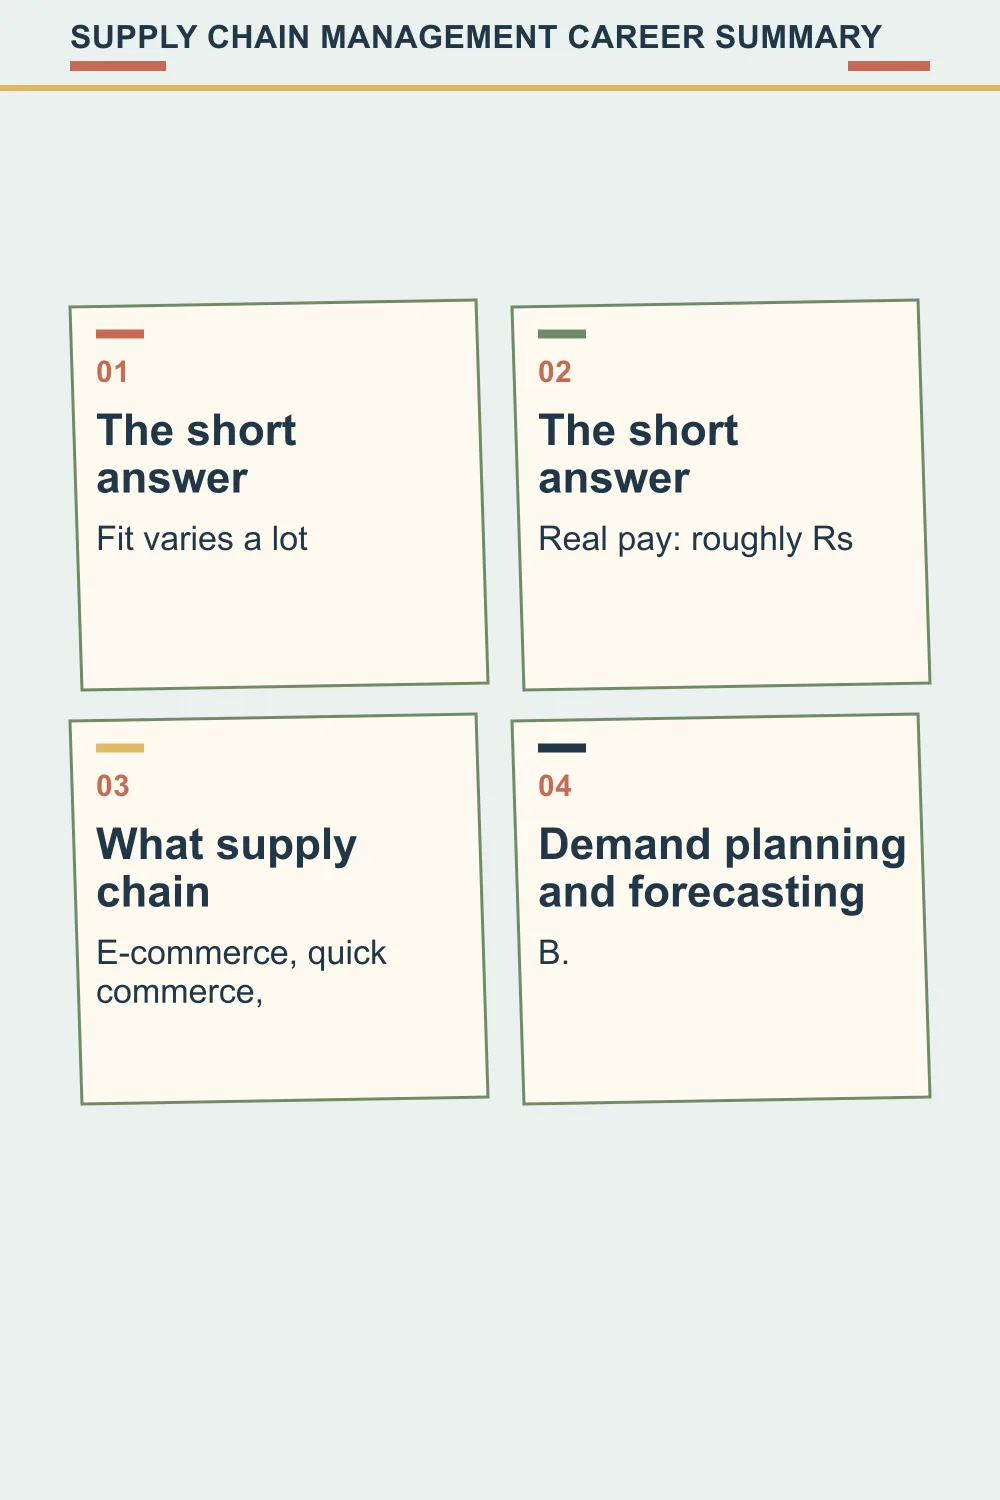 SUPPLY CHAIN MANAGEMENT CAREER SUMMARY
01
The short
answer
Fit varies a lot
02
The short
answer
Real pay: roughly Rs
03
What supply
chain
E-commerce, quick
commerce,
04
Demand planning
and forecasting
B.